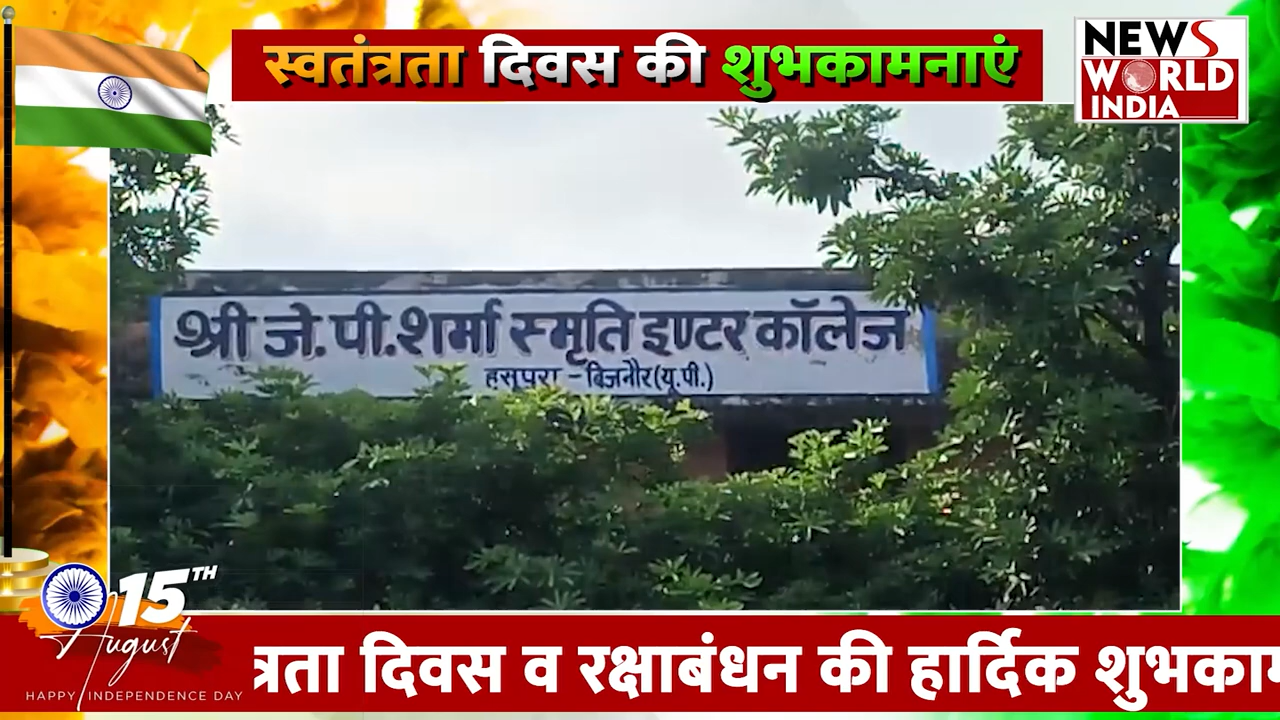 स्वतंत्रता दिवस की शुभकामनाएं
NEWS
WORLD
INDIA
श्री जे.पी.शर्मा स्मृति इण्टर कॉलेज
हसुपुरा - बिजनौर (यू.पी.)
15TH
August
HAPPY INDEPENDENCE DAY
त्रता दिवस व रक्षाबंधन की हार्दिक शुभकाम